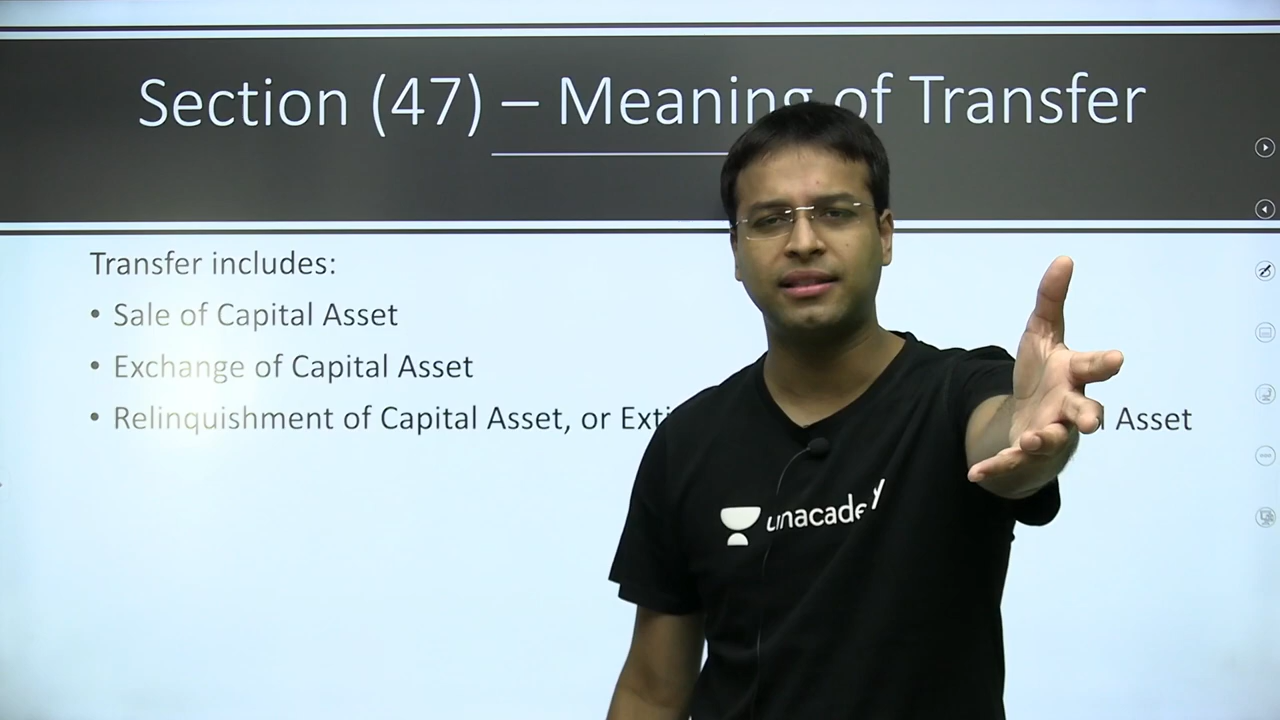 Section (47) – Meaning of Transfer
Transfer includes:
• Sale of Capital Asset
• Exchange of Capital Asset
• Relinquishment of Capital Asset, or Asset
unacademy